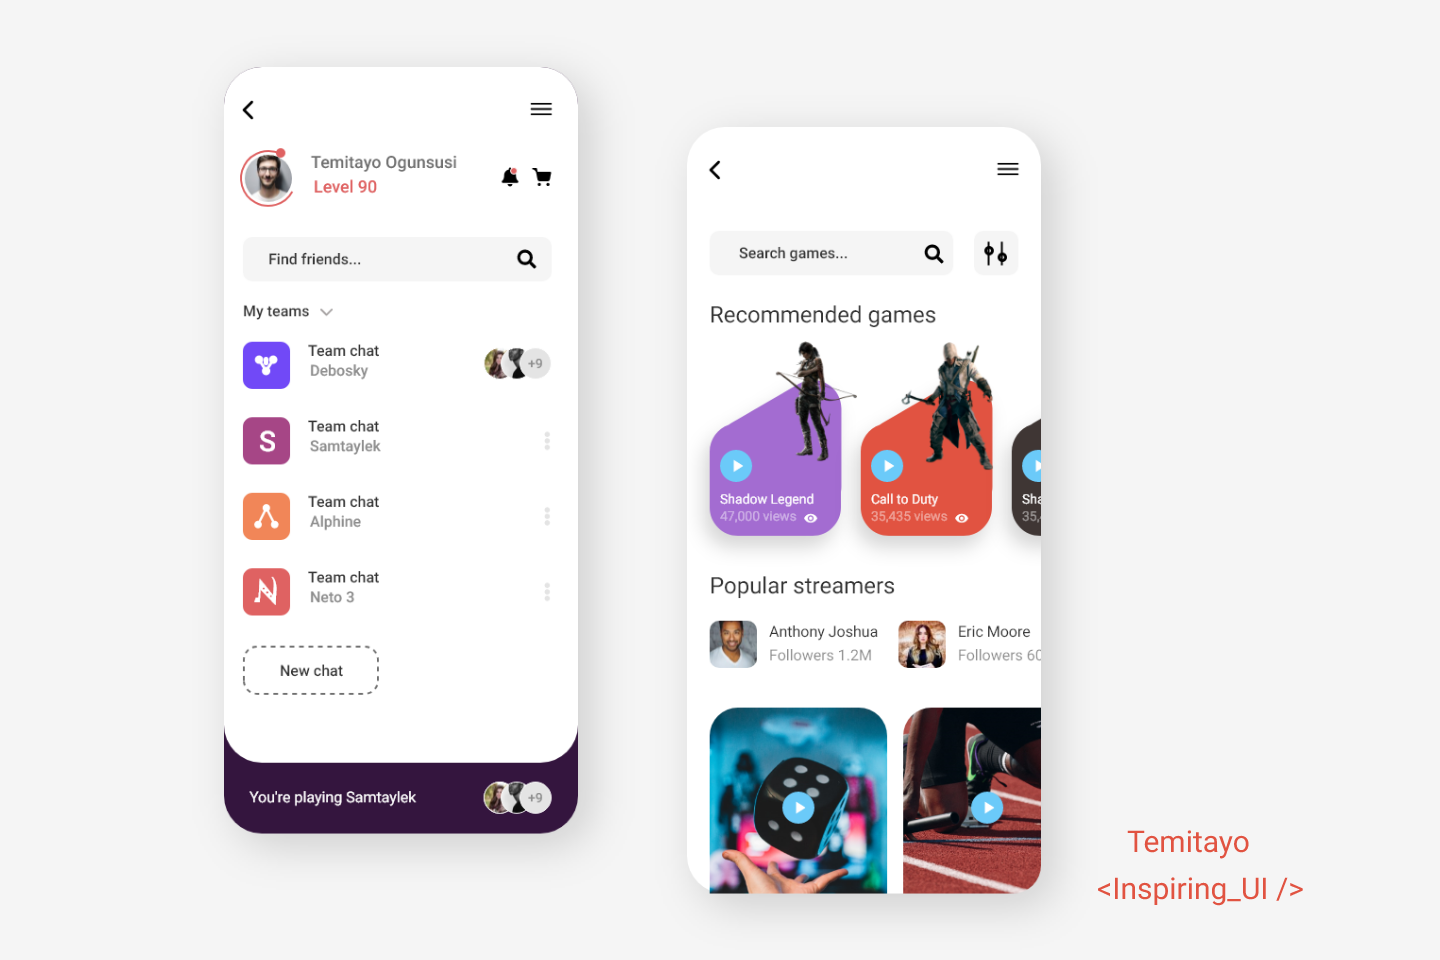 Temitayo Ogunsusi
Level 90
Find friends...
My teams
Team chat
Debosky
+9
S
Team chat
Samtaylek
Team chat
Alphine
N
Team chat
Neto 3
New chat
You're playing Samtaylek
+9
Search games...
Recommended games
Shadow Legend
47,000 views
Call to Duty
35,435 views
Sha
35,
Popular streamers
Anthony Joshua
Followers 1.2M
Eric Moore
Followers 60
Temitayo
<Inspiring_UI />